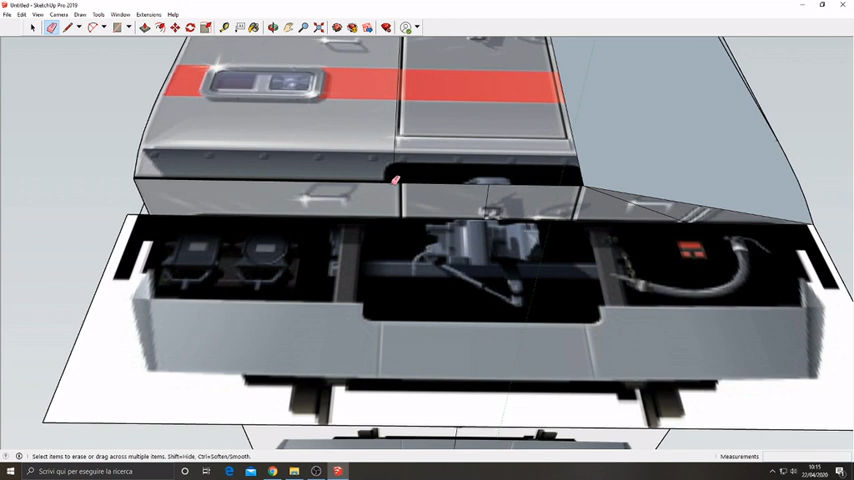 Untitled - SketchUp Pro 2019
File Edit View Camera Draw Tools Window Extensions Help
Select items to erase or drag across multiple items. Shift=Hide, Ctrl=Soften/Smooth.
Measurements
Scrivi qui per eseguire la ricerca
10:15
22/04/2020